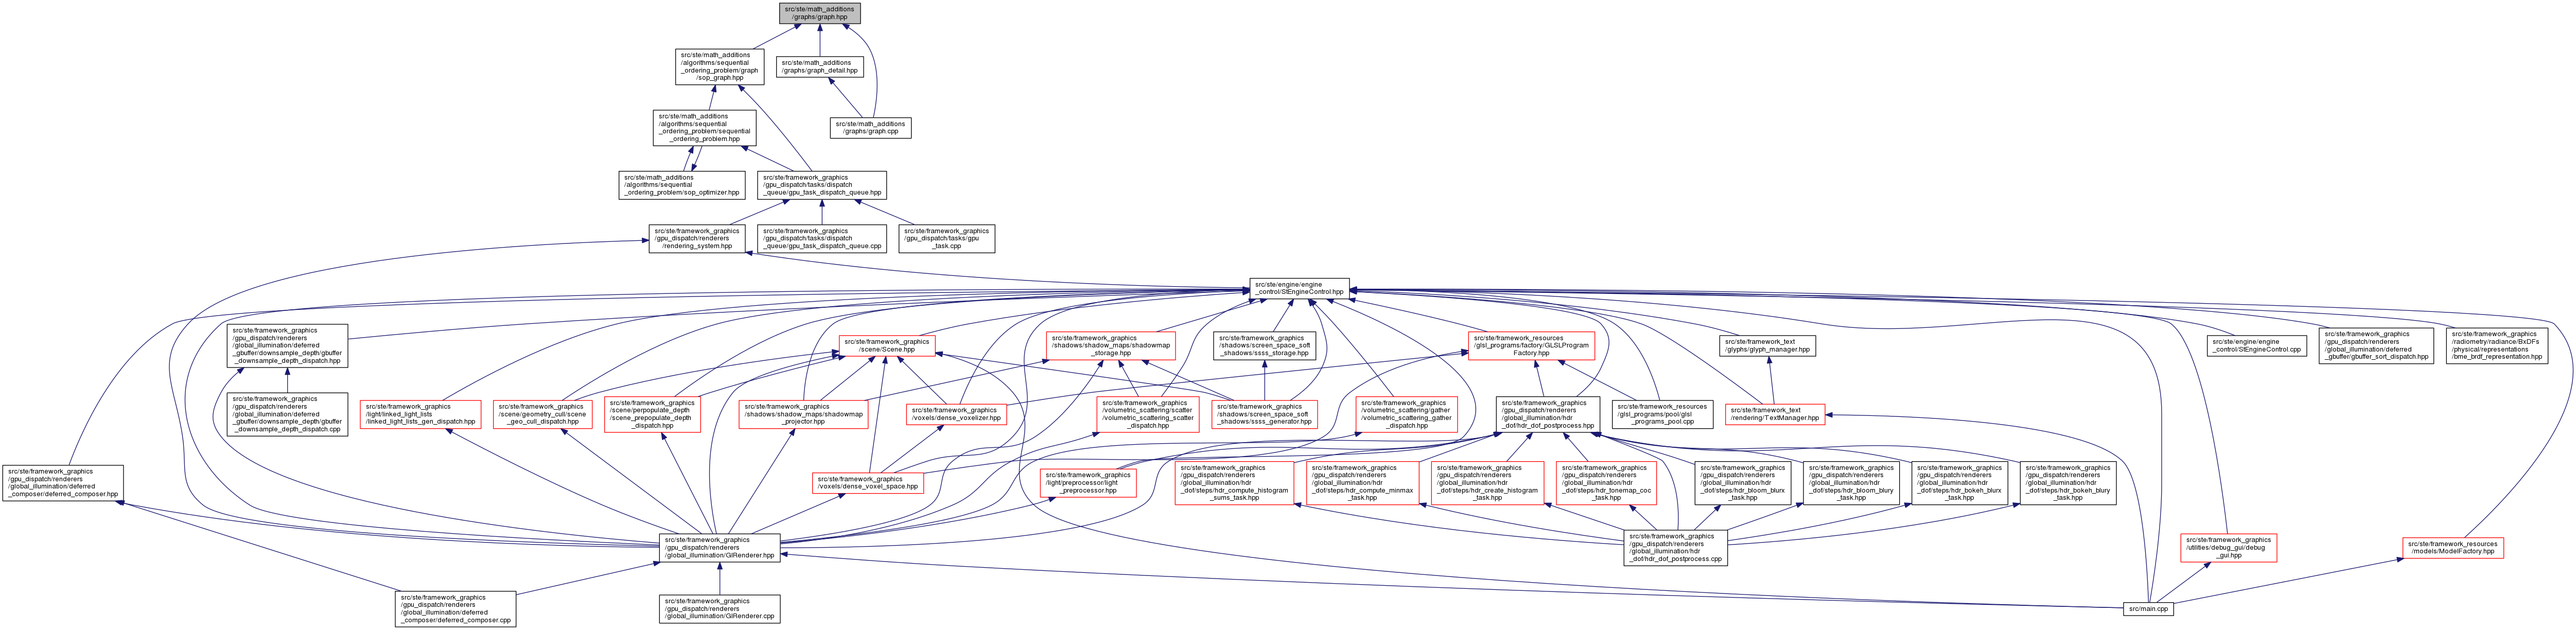 src/ste/math_additions
/graphs/graph.hpp
src/ste/math_additions
/algorithms/sequential
_ordering_problem/graph
/sop_graph.hpp
src/ste/math_additions
/graphs/graph_detail.hpp
src/ste/math_additions
/algorithms/sequential
_ordering_problem/sequential
_ordering_problem.hpp
src/ste/math_additions
/graphs/graph.cpp
src/ste/math_additions
/algorithms/sequential
_ordering_problem/sop_optimizer.hpp
src/ste/framework_graphics
/gpu_dispatch/tasks/dispatch
_queue/gpu_task_dispatch_queue.hpp
src/ste/framework_graphics
/gpu_dispatch/renderers
/rendering_system.hpp
src/ste/framework_graphics
/gpu_dispatch/tasks/dispatch
_queue/gpu_task_dispatch_queue.cpp
src/ste/framework_graphics
/gpu_dispatch/tasks/gpu
_task.cpp
src/ste/engine/engine
_control/StEngineControl.hpp
src/ste/framework_graphics
/gpu_dispatch/renderers
/global_illumination/deferred
_gbuffer/downsample_depth/gbuffer
_downsample_depth_dispatch.hpp
src/ste/framework_graphics
/scene/Scene.hpp
src/ste/framework_graphics
/shadows/shadow_maps/shadowmap
_storage.hpp
src/ste/framework_graphics
/shadows/screen_space_soft
_shadows/ssss_storage.hpp
src/ste/framework_resources
/glsl_programs/factory/GLSLProgram
Factory.hpp
src/ste/framework_text
/glyphs/glyph_manager.hpp
src/ste/engine/engine
_control/StEngineControl.cpp
src/ste/framework_graphics
/gpu_dispatch/renderers
/global_illumination/deferred
_gbuffer/gbuffer_sort_dispatch.hpp
src/ste/framework_graphics
/radiometry/radiance/BxDFs
/physical/representations
/bme_brdf_representation.hpp
src/ste/framework_graphics
/gpu_dispatch/renderers
/global_illumination/deferred
_gbuffer/downsample_depth/gbuffer
_downsample_depth_dispatch.cpp
src/ste/framework_graphics
/light/linked_light_lists
/linked_light_lists_gen_dispatch.hpp
src/ste/framework_graphics
/scene/geometry_cull/scene
_geo_cull_dispatch.hpp
src/ste/framework_graphics
/scene/perpopulate_depth
/scene_prepopulate_depth
_dispatch.hpp
src/ste/framework_graphics
/shadows/shadow_maps/shadowmap
_projector.hpp
src/ste/framework_graphics
/voxels/dense_voxelizer.hpp
src/ste/framework_graphics
/volumetric_scattering/scatter
/volumetric_scattering_scatter
_dispatch.hpp
src/ste/framework_graphics
/shadows/screen_space_soft
_shadows/ssss_generator.hpp
src/ste/framework_graphics
/volumetric_scattering/gather
/volumetric_scattering_gather
_dispatch.hpp
src/ste/framework_graphics
/gpu_dispatch/renderers
/global_illumination/hdr
_dof/hdr_dof_postprocess.hpp
src/ste/framework_resources
/glsl_programs/pool/glsl
_programs_pool.cpp
src/ste/framework_text
/rendering/TextManager.hpp
src/ste/framework_graphics
/gpu_dispatch/renderers
/global_illumination/deferred
_composer/deferred_composer.hpp
src/ste/framework_graphics
/voxels/dense_voxel_space.hpp
src/ste/framework_graphics
/light/preprocessor/light
_preprocessor.hpp
src/ste/framework_graphics
/gpu_dispatch/renderers
/global_illumination/hdr
_dof/steps/hdr_compute_histogram
_sums_task.hpp
src/ste/framework_graphics
/gpu_dispatch/renderers
/global_illumination/hdr
_dof/steps/hdr_compute_minmax
_task.hpp
src/ste/framework_graphics
/gpu_dispatch/renderers
/global_illumination/hdr
_dof/steps/hdr_create_histogram
_task.hpp
src/ste/framework_graphics
/gpu_dispatch/renderers
/global_illumination/hdr
_dof/steps/hdr_tonemap_coc
_task.hpp
src/ste/framework_graphics
/gpu_dispatch/renderers
/global_illumination/hdr
_dof/steps/hdr_bloom_blurx
_task.hpp
src/ste/framework_graphics
/gpu_dispatch/renderers
/global_illumination/hdr
_dof/steps/hdr_bloom_blury
_task.hpp
src/ste/framework_graphics
/gpu_dispatch/renderers
/global_illumination/hdr
_dof/steps/hdr_bokeh_blurx
_task.hpp
src/ste/framework_graphics
/gpu_dispatch/renderers
/global_illumination/hdr
_dof/steps/hdr_bokeh_blury
_task.hpp
src/ste/framework_graphics
/gpu_dispatch/renderers
/global_illumination/GIRenderer.hpp
src/ste/framework_graphics
/gpu_dispatch/renderers
/global_illumination/hdr
_dof/hdr_dof_postprocess.cpp
src/ste/framework_graphics
/utilities/debug_gui/debug
_gui.hpp
src/ste/framework_resources
/models/ModelFactory.hpp
src/ste/framework_graphics
/gpu_dispatch/renderers
/global_illumination/deferred
_composer/deferred_composer.cpp
src/ste/framework_graphics
/gpu_dispatch/renderers
/global_illumination/GIRenderer.cpp
src/main.cpp